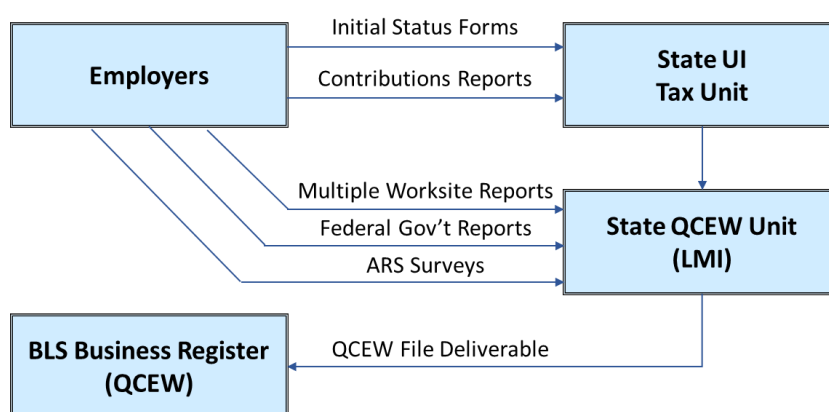 Initial Status Forms
Employers
State UI
Tax Unit
Contributions Reports
Multiple Worksite Reports
Federal Gov't Reports
State QCEW Unit
(LMI)
ARS Surveys
BLS Business Register
(QCEW)
QCEW File Deliverable